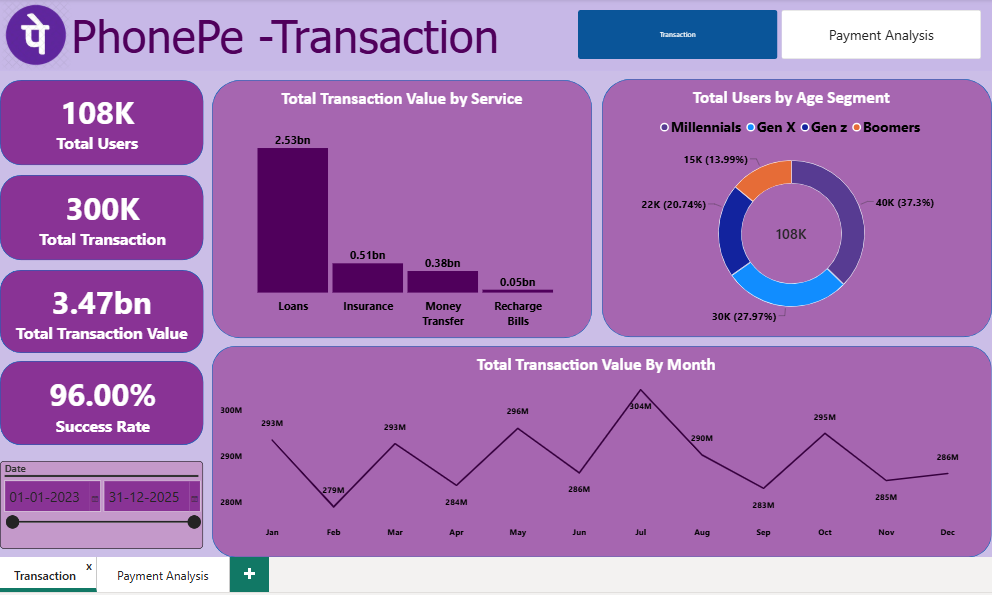 पे PhonePe -Transaction
Transaction
Payment Analysis
108K
Total Users
300K
Total Transaction
3.47bn
Total Transaction Value
96.00%
Success Rate
Date
01-01-2023
31-12-2025
Total Transaction Value by Service
2.53bn
0.51bn
0.38bn
0.05bn
Loans
Insurance
Money
Transfer
Recharge
Bills
Total Users by Age Segment
Millennials Gen X Gen z Boomers
15K (13.99%)
22K (20.74%)
40K (37.3%)
108K
30K (27.97%)
Total Transaction Value By Month
300M
290M
280M
293M
279M
293M
284M
296M
286M
304M
290M
283M
295M
285M
286M
Jan Feb Mar Apr May Jun Jul Aug Sep Oct Nov Dec
Transaction x
Payment Analysis
+